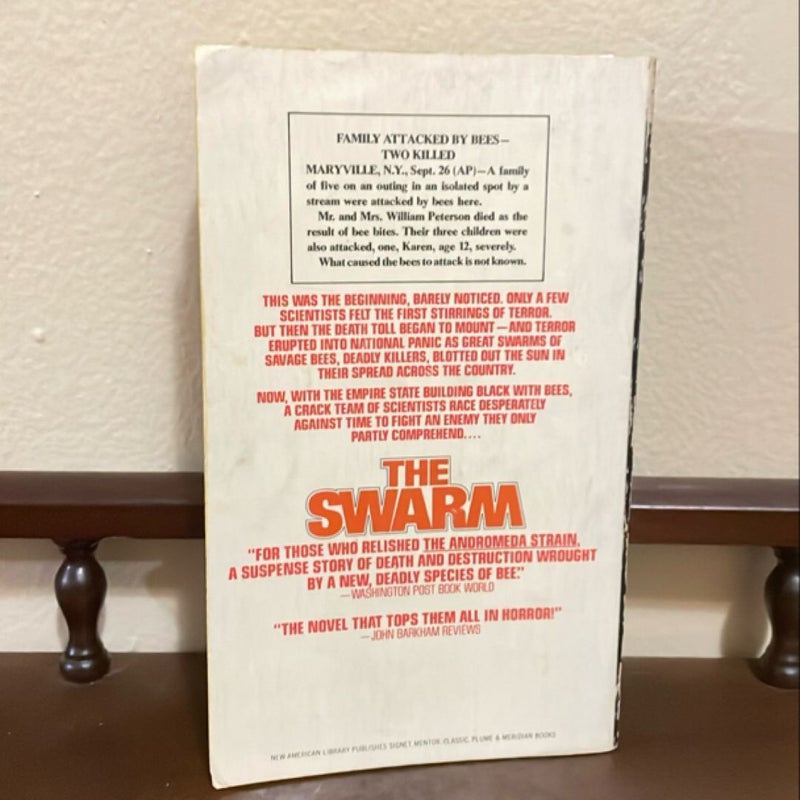 FAMILY ATTACKED BY BEES—
TWO KILLED
MARYVILLE, N.Y., Sept. 26 (AP)—A family
of five on an outing in an isolated spot by a
stream were attacked by bees here.
Mr. and Mrs. William Peterson died as the
result of bee bites. Their three children were
also attacked, one, Karen, age 12, severely.
What caused the bees to attack is not known.
THIS WAS THE BEGINNING, BARELY NOTICED. ONLY A FEW
SCIENTISTS FELT THE FIRST STIRRINGS OF TERROR.
BUT THEN THE DEATH TOLL BEGAN TO MOUNT—AND TERROR
ERUPTED INTO NATIONAL PANIC AS GREAT SWARMS OF
SAVAGE BEES, DEADLY KILLERS, BLOTTED OUT THE SUN IN
THEIR SPREAD ACROSS THE COUNTRY.
NOW, WITH THE EMPIRE STATE BUILDING BLACK WITH BEES,
A CRACK TEAM OF SCIENTISTS RACE DESPERATELY
AGAINST TIME TO FIGHT AN ENEMY THEY ONLY
PARTLY COMPREHEND....
THE
SWARM
"FOR THOSE WHO RELISHED THE ANDROMEDA STRAIN,
A SUSPENSE STORY OF DEATH AND DESTRUCTION WROUGHT
BY A NEW, DEADLY SPECIES OF BEE."
—WASHINGTON POST BOOK WORLD
"THE NOVEL THAT TOPS THEM ALL IN HORROR!"
—JOHN BARKHAM REVIEWS
NEW AMERICAN LIBRARY PUBLISHES SIGNET, MENTOR, CLASSIC, PLUME & MERIDIAN BOOKS